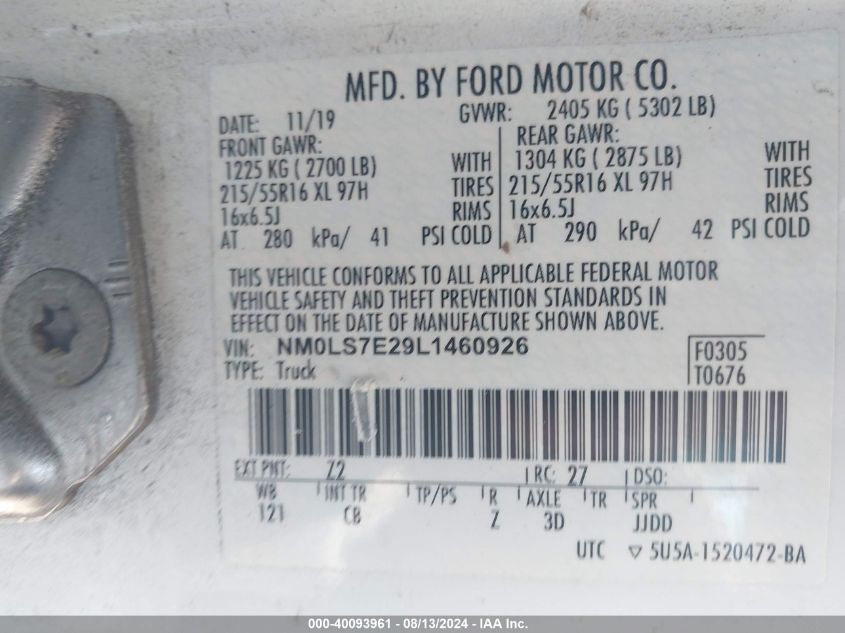 MFD. BY FORD MOTOR CO.
DATE: 11/19 GVWR: 2405 KG ( 5302 LB)
FRONT GAWR: REAR GAWR:
1225 KG ( 2700 LB) WITH 1304 KG ( 2875 LB) WITH
215/55R16 XL 97H TIRES 215/55R16 XL 97H TIRES
16x6.5J RIMS 16x6.5J RIMS
AT 280 kPa/ 41 PSI COLD AT 290 kPa/ 42 PSI COLD
THIS VEHICLE CONFORMS TO ALL APPLICABLE FEDERAL MOTOR
VEHICLE SAFETY AND THEFT PREVENTION STANDARDS IN
EFFECT ON THE DATE OF MANUFACTURE SHOWN ABOVE.
VIN: NM0LS7E29L1460926 F0305
TYPE: Truck T0676
EXT PNT: Z2 RC: 27 DSO:
WB INT TR TP/PS R AXLE TR SPR
121 CB Z 3D JJDD
UTC ▽ 5U5A-1520472-BA
000-40093961 - 08/13/2024 - IAA Inc.